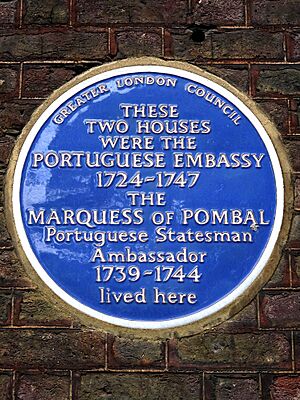 GREATER LONDON COUNCIL
THESE
TWO HOUSES
WERE THE
PORTUGUESE EMBASSY
1724-1747
THE
MARQUESS OF POMBAL
Portuguese Statesman
Ambassador
1739-1744
lived here